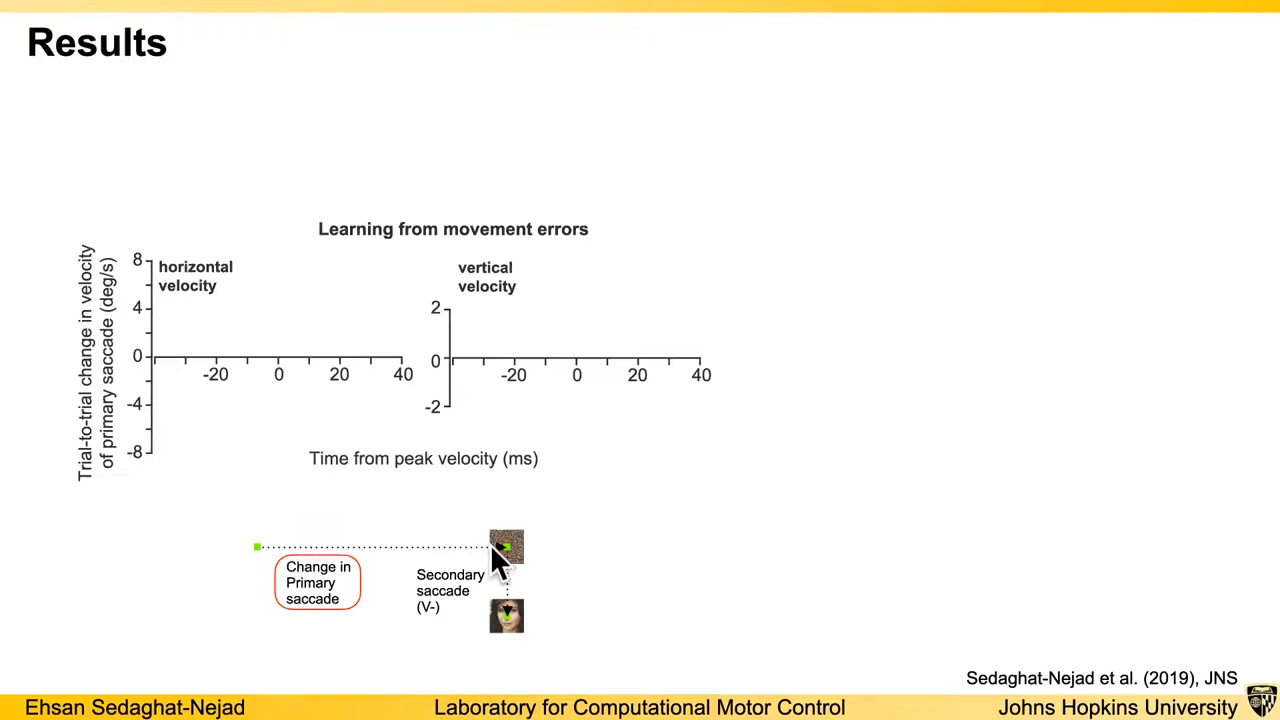 Results
Learning from movement errors
Trial-to-trial change in velocity
of primary saccade (deg/s)
8
4
0
-4
-8
horizontal
velocity
-20 0 20 40
vertical
velocity
2
0
-2
-20 0 20 40
Time from peak velocity (ms)
Change in
Primary
saccade
Secondary
saccade
(V-)
Sedaghat-Nejad et al. (2019), JNS
Ehsan Sedaghat-Nejad
Laboratory for Computational Motor Control
Johns Hopkins University